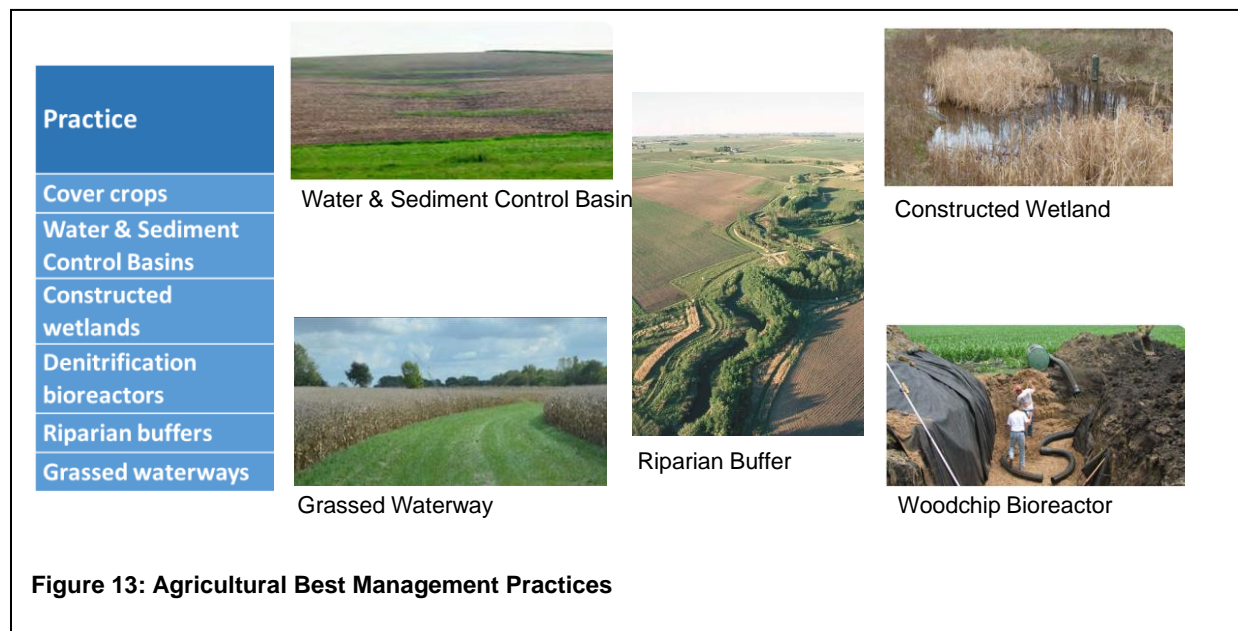 Practice
Cover crops
Water & Sediment
Control Basins
Constructed
wetlands
Denitrification
bioreactors
Riparian buffers
Grassed waterways
Water & Sediment Control Basin
Grassed Waterway
Riparian Buffer
Constructed Wetland
Woodchip Bioreactor
Figure 13: Agricultural Best Management Practices